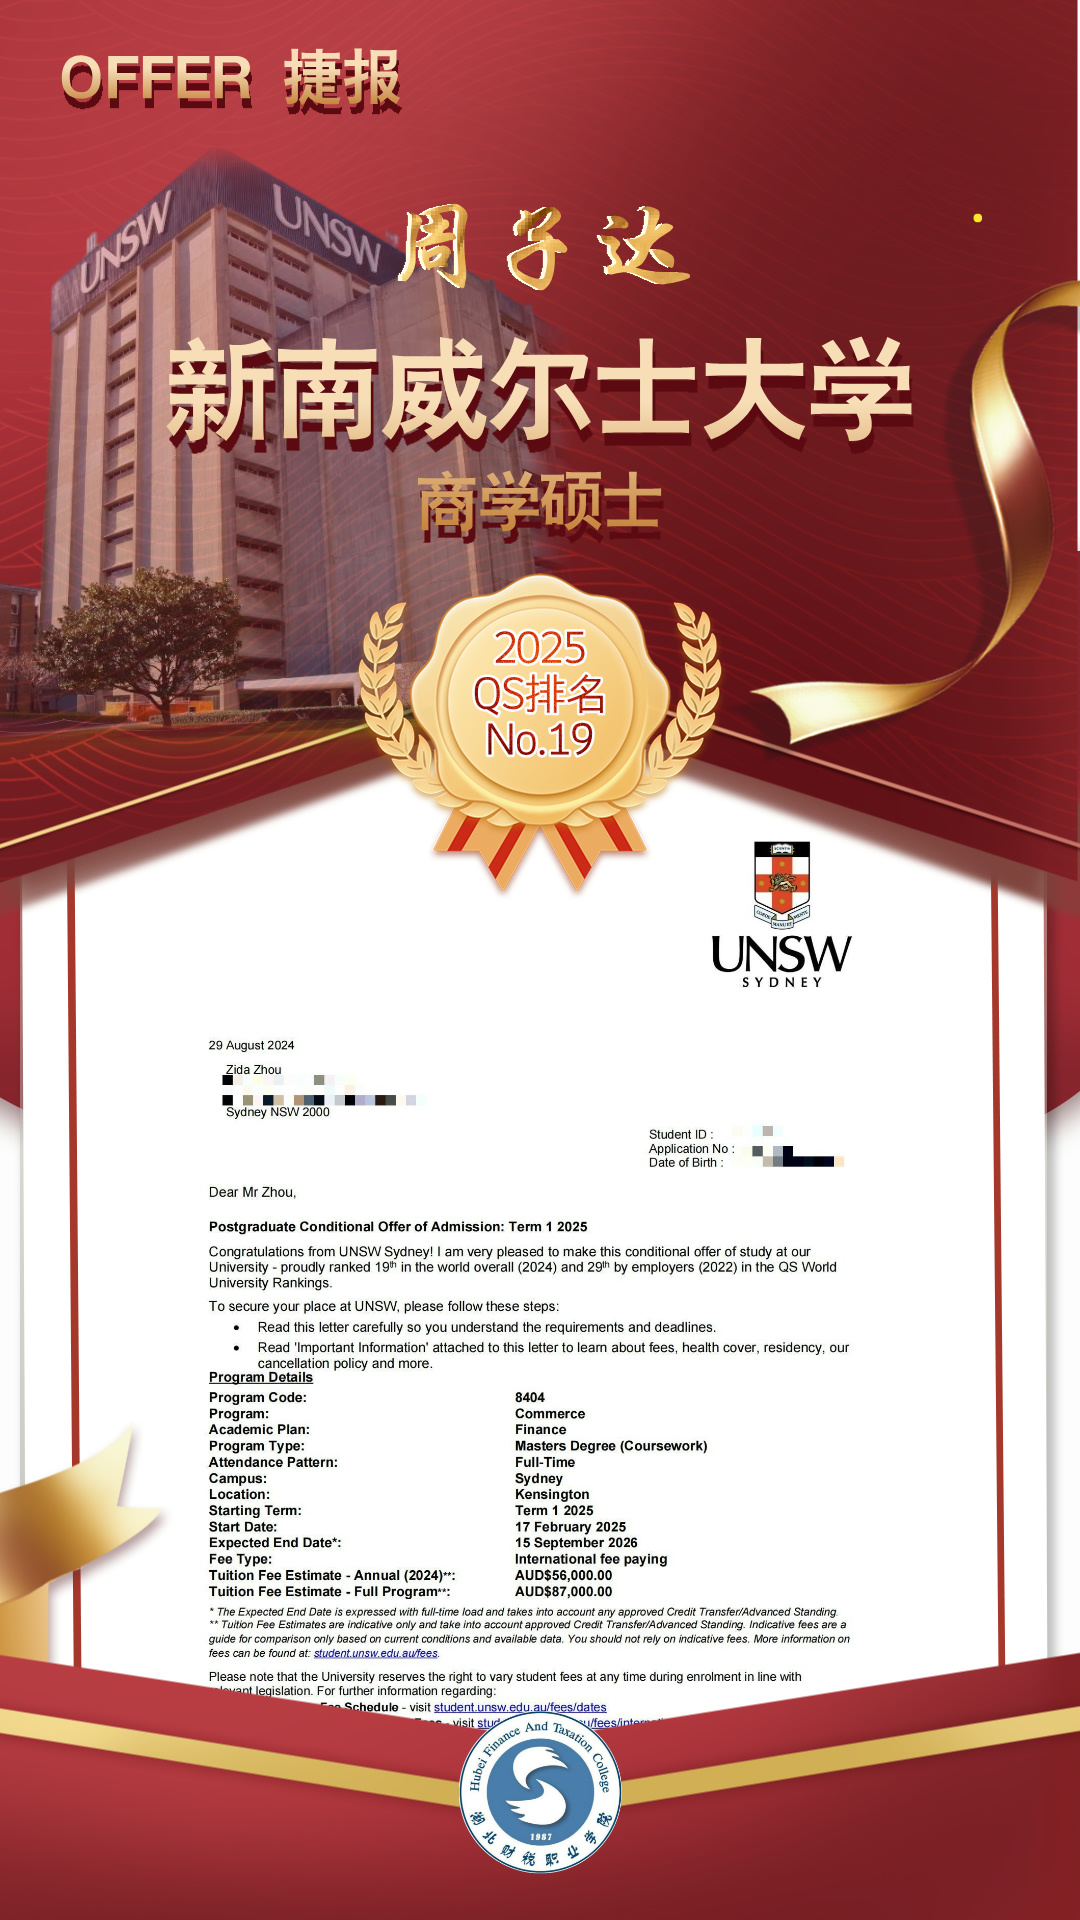 OFFER 捷报
UNSW
UNSW
周子达
新南威尔士大学
商学硕士
2025
QS排名
No.19
UNSW
SYDNEY
29 August 2024
Zida Zhou
Sydney NSW 2000
Student ID :
Application No :
Date of Birth :
Dear Mr Zhou,
Postgraduate Conditional Offer of Admission: Term 1 2025
Congratulations from UNSW Sydney! I am very pleased to make this conditional offer of study at our
University - proudly ranked 19th in the world overall (2024) and 29th by employers (2022) in the QS World
University Rankings.
To secure your place at UNSW, please follow these steps:
• Read this letter carefully so you understand the requirements and deadlines.
• Read 'Important Information' attached to this letter to learn about fees, health cover, residency, our
cancellation policy and more.
Program Details
Program Code: 8404
Program: Commerce
Academic Plan: Finance
Program Type: Masters Degree (Coursework)
Attendance Pattern: Full-Time
Campus: Sydney
Location: Kensington
Starting Term: Term 1 2025
Start Date: 17 February 2025
Expected End Date*: 15 September 2026
Fee Type: International fee paying
Tuition Fee Estimate - Annual (2024)**: AUD$56,000.00
Tuition Fee Estimate - Full Program**: AUD$87,000.00
* The Expected End Date is expressed with full-time load and takes into account any approved Credit Transfer/Advanced Standing.
** Tuition Fee Estimates are indicative only and take into account approved Credit Transfer/Advanced Standing. Indicative fees are a
guide for comparison only based on current conditions and available data. You should not rely on indicative fees. More information on
fees can be found at: student.unsw.edu.au/fees.
Please note that the University reserves the right to vary student fees at any time during enrolment in line with
legislation. For further information regarding:
Schedule - visit student.unsw.edu.au/fees/dates
- visit
Hubei Finance And Taxation College
1987
湖北财税职业学院